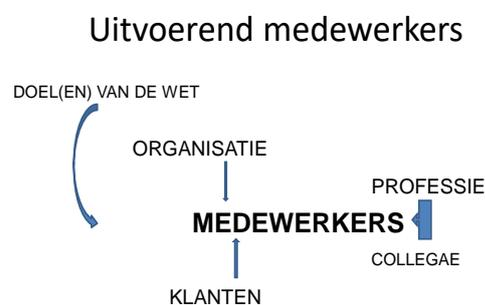 Uitvoerend medewerkers
DOEL(EN) VAN DE WET
ORGANISATIE
PROFESSIE
MEDEWERKERS
COLLEGAE
KLANTEN